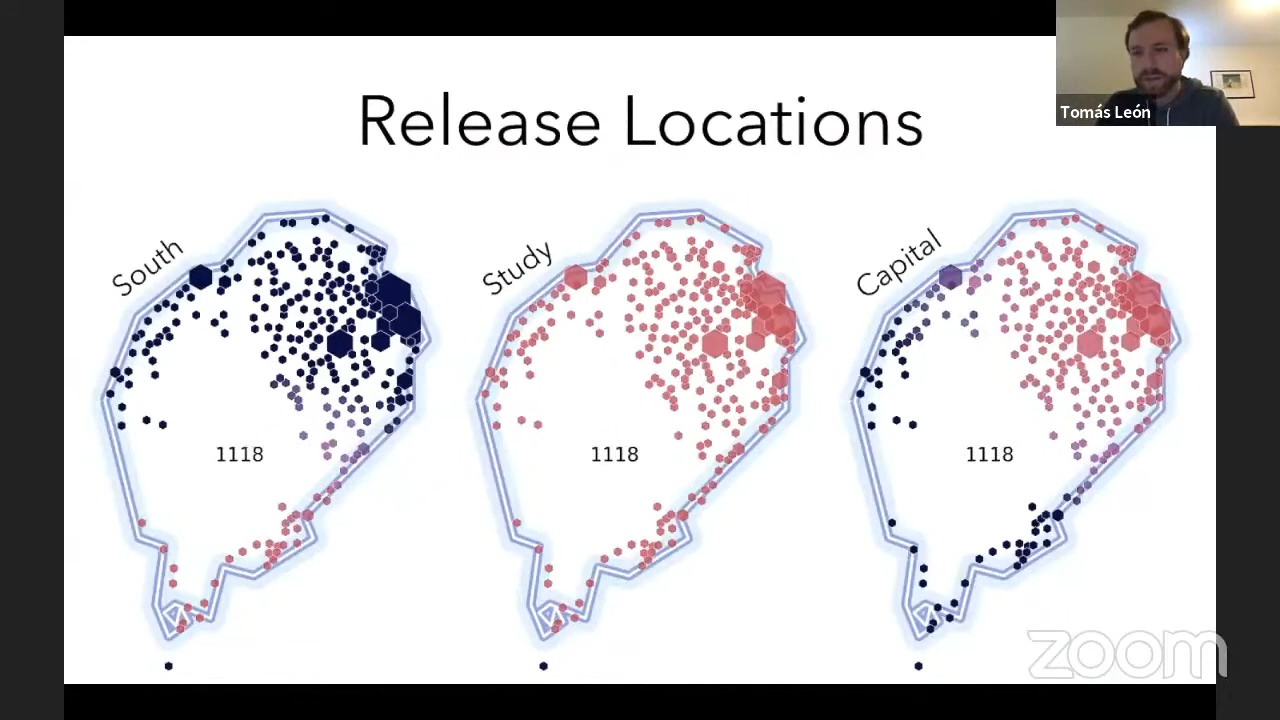 Release Locations
Tomás León
South
Study
Capital
1118
1118
1118
zoom